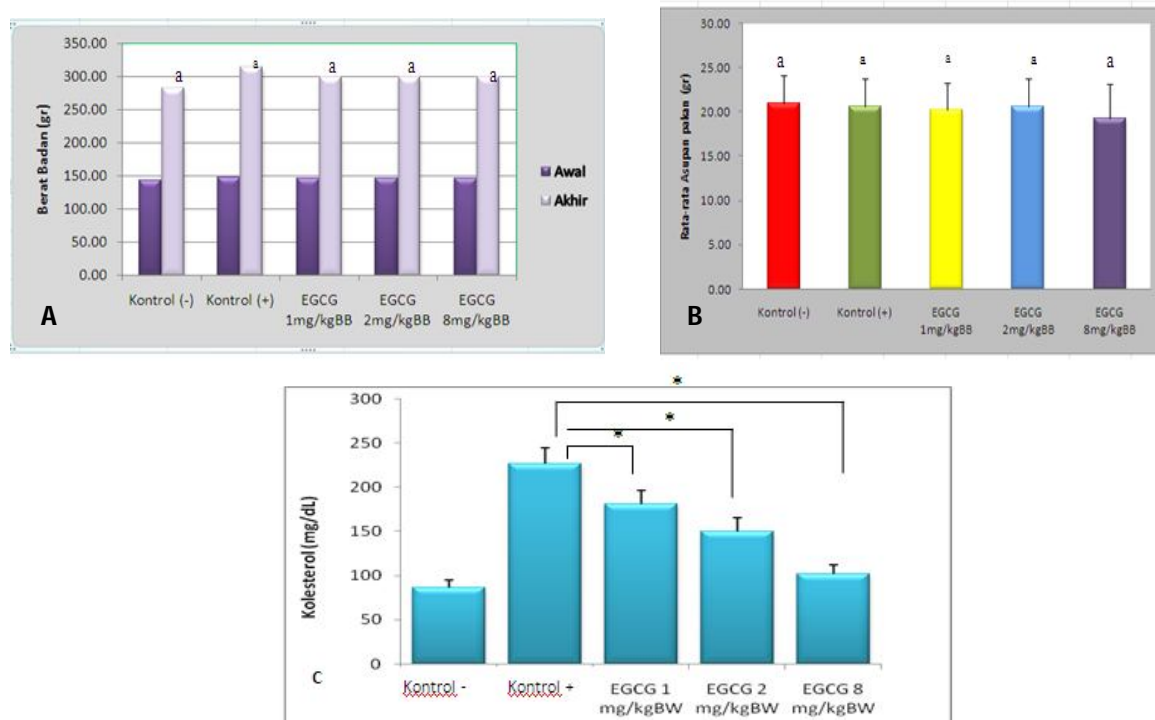 350.00
300.00
250.00
200.00
150.00
100.00
50.00
0.00
Berat Badan (gr)
a a a a a
Kontrol (-) Kontrol (+) EGCG EGCG EGCG
1mg/kgBB 2mg/kgBB 8mg/kgBB
Awal
Akhir
A
30.00
25.00
20.00
15.00
10.00
5.00
0.00
Rata-rata Asupan pakan (gr)
a a a a a
Kontrol (-) Kontrol (+) EGCG EGCG EGCG
1mg/kgBB 2mg/kgBB 8mg/kgBB
B
300
250
200
150
100
50
0
Kolesterol (mg/dL)
*
*
*
Kontrol - Kontrol + EGCG 1 EGCG 2 EGCG 8
mg/kgBW mg/kgBW mg/kgBW
C